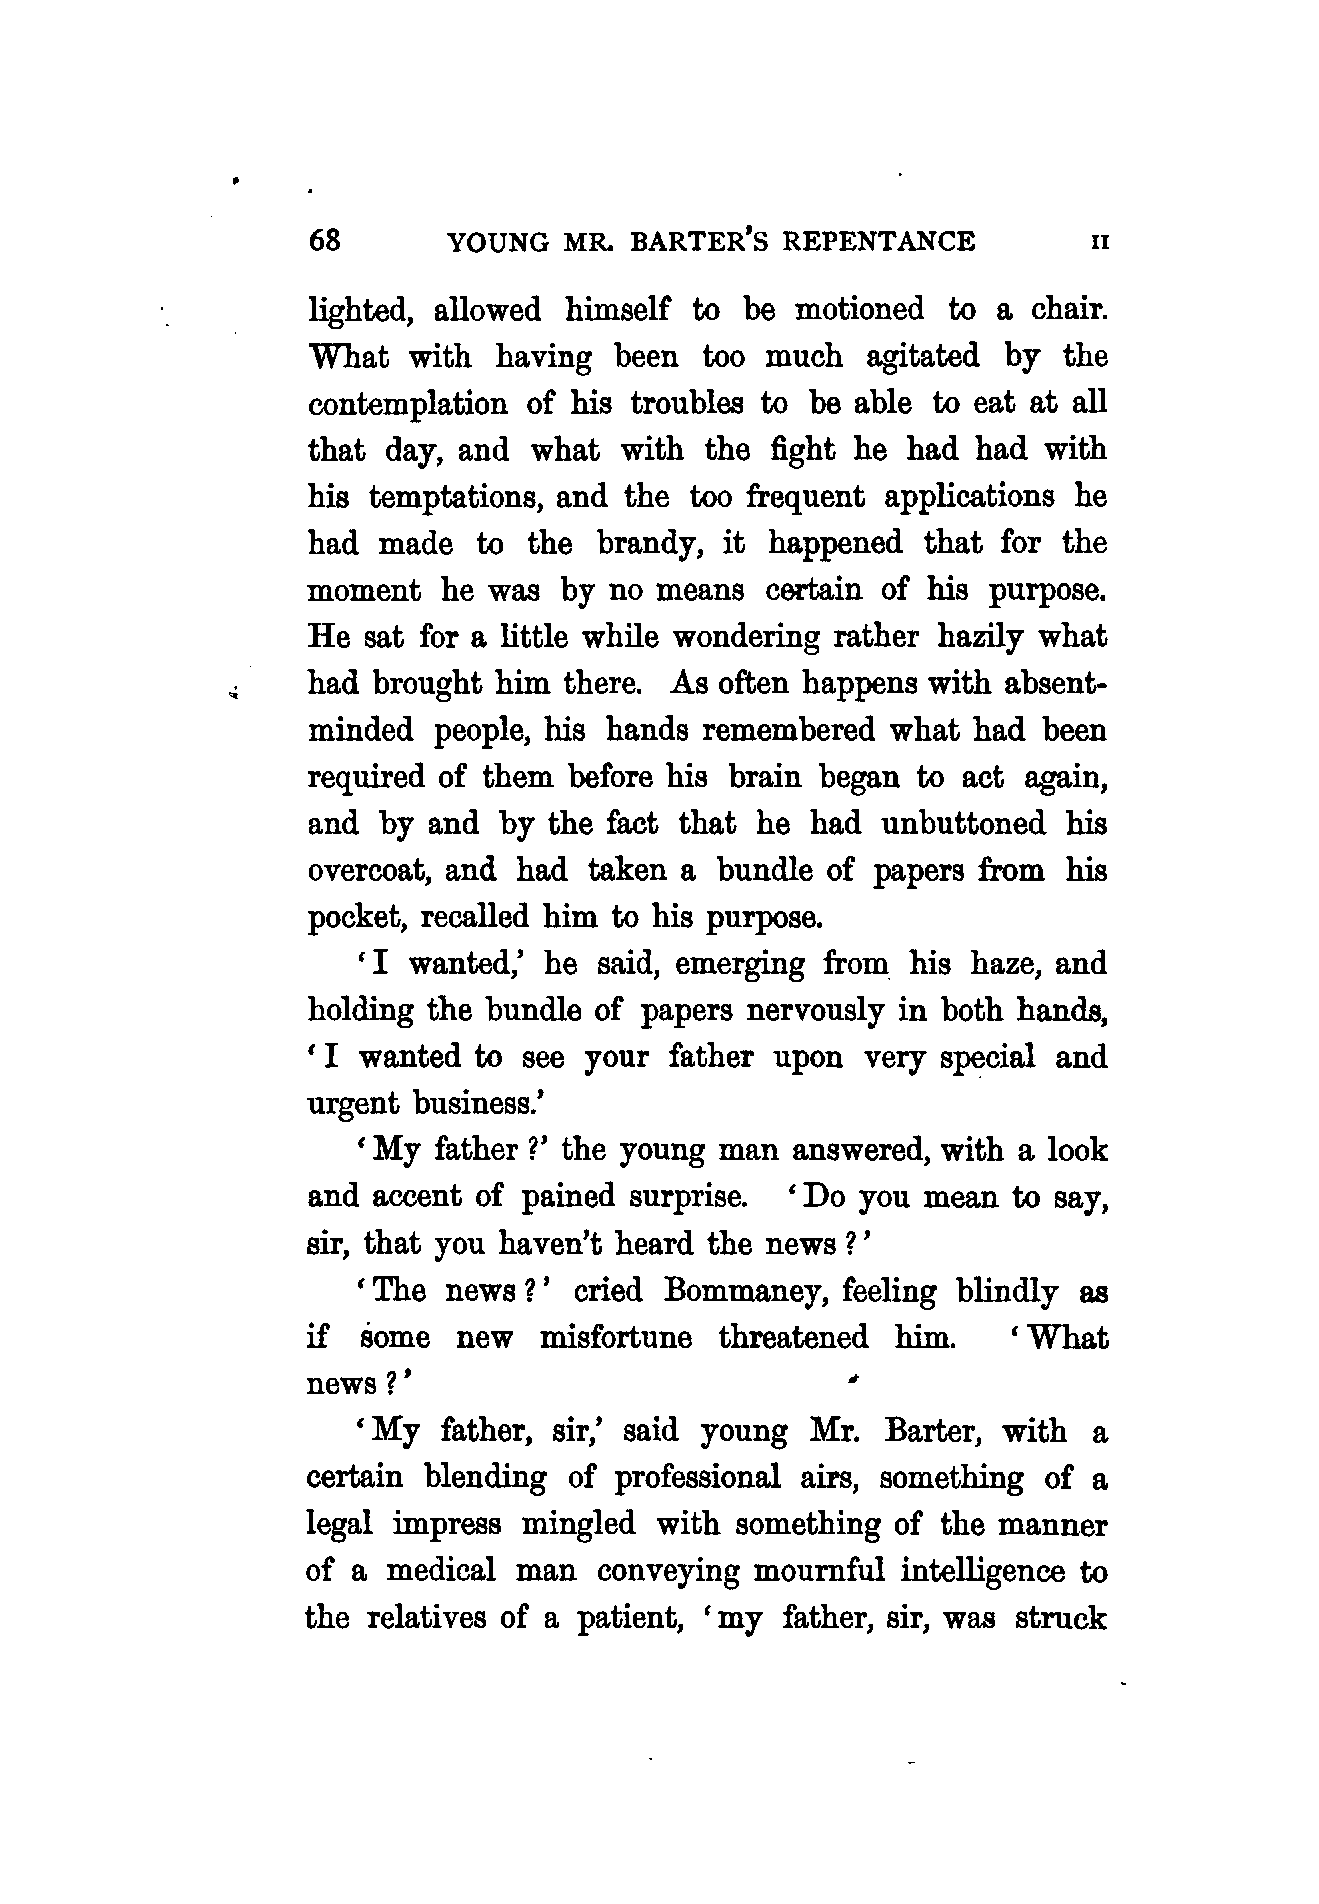 68 YOUNG MR. BARTER'S REPENTANCE II
lighted, allowed himself to be motioned to a chair.
What with having been too much agitated by the
contemplation of his troubles to be able to eat at all
that day, and what with the fight he had had with
his temptations, and the too frequent applications he
had made to the brandy, it happened that for the
moment he was by no means certain of his purpose.
He sat for a little while wondering rather hazily what
had brought him there. As often happens with absent-
minded people, his hands remembered what had been
required of them before his brain began to act again,
and by and by the fact that he had unbuttoned his
overcoat, and had taken a bundle of papers from his
pocket, recalled him to his purpose.
‘I wanted,’ he said, emerging from his haze, and
holding the bundle of papers nervously in both hands,
‘I wanted to see your father upon very special and
urgent business.’
‘My father?’ the young man answered, with a look
and accent of pained surprise. ‘Do you mean to say,
sir, that you haven't heard the news?’
‘The news?’ cried Bommaney, feeling blindly as
if some new misfortune threatened him. ‘What
news?’
‘My father, sir,’ said young Mr. Barter, with a
certain blending of professional airs, something of a
legal impress mingled with something of the manner
of a medical man conveying mournful intelligence to
the relatives of a patient, ‘my father, sir, was struck